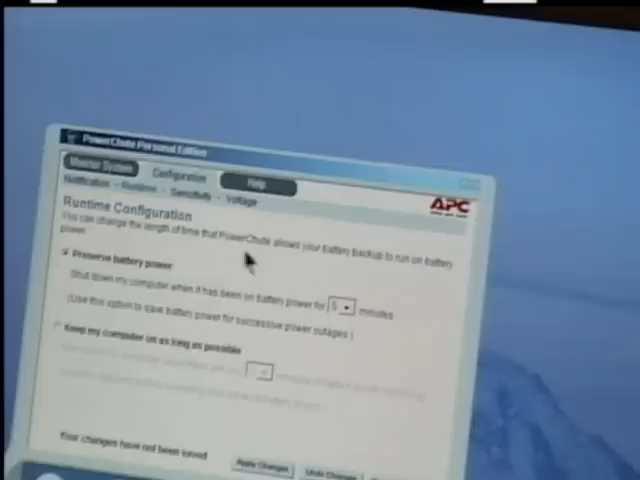 PowerChute Personal Edition
Monitor System Configuration Help
Notification - Runtime - Sensitivity - Voltage
APC
Runtime Configuration
You can change the length of time that PowerChute allows your battery backup to run on battery
power.
Preserve battery power
Shut down my computer when it has been on battery power for 5 minutes
(Use this option to save battery power for successive power outages.)
Keep my computer on as long as possible
Your changes have not been saved
Apply Changes Undo Changes